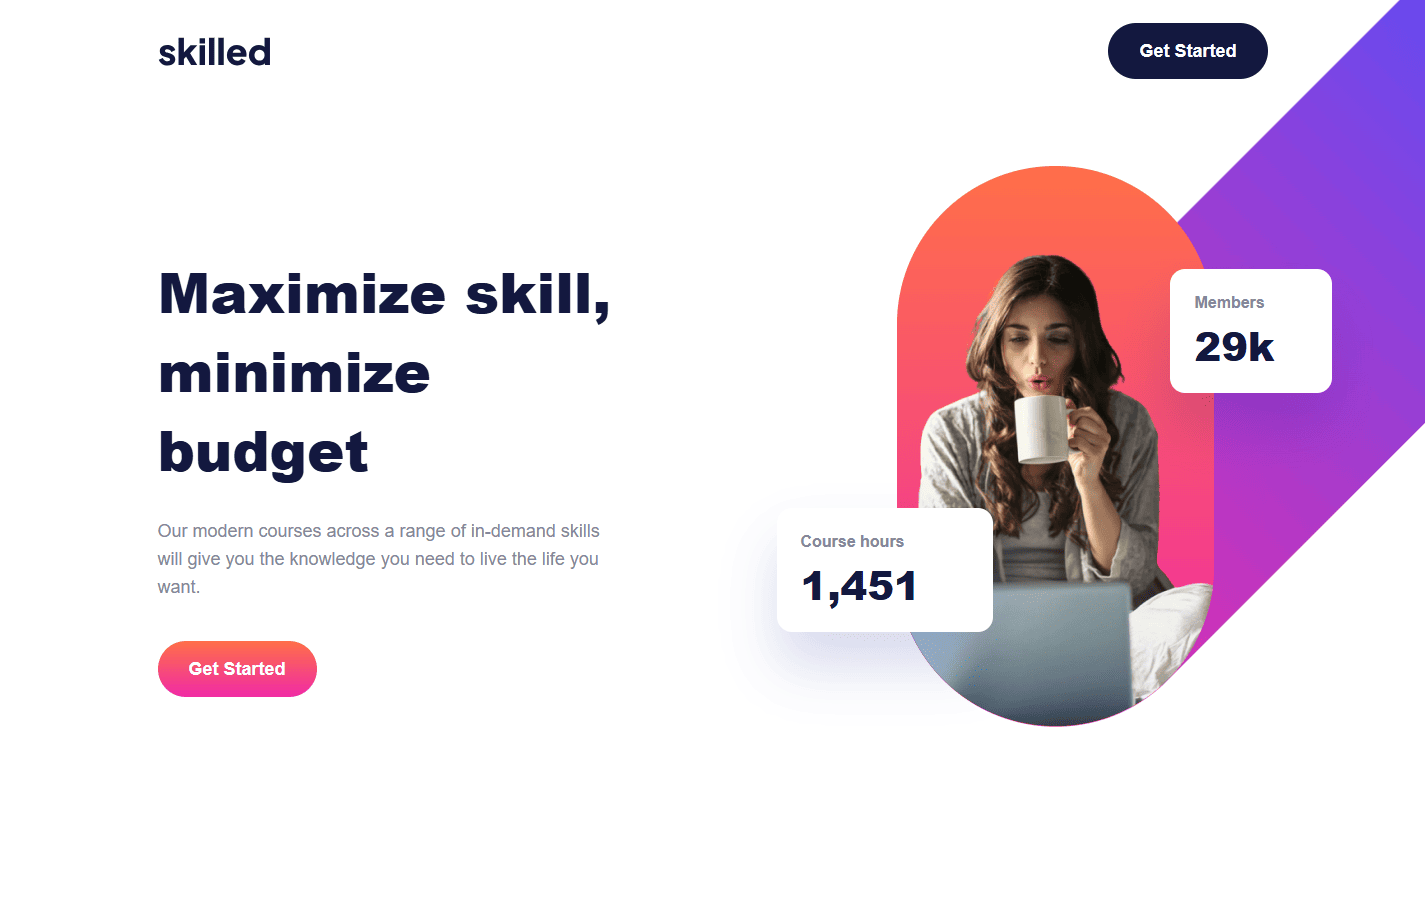 skilled
Get Started
Maximize skill,
minimize
budget
Our modern courses across a range of in-demand skills
will give you the knowledge you need to live the life you
want.
Get Started
Members
29k
Course hours
1,451